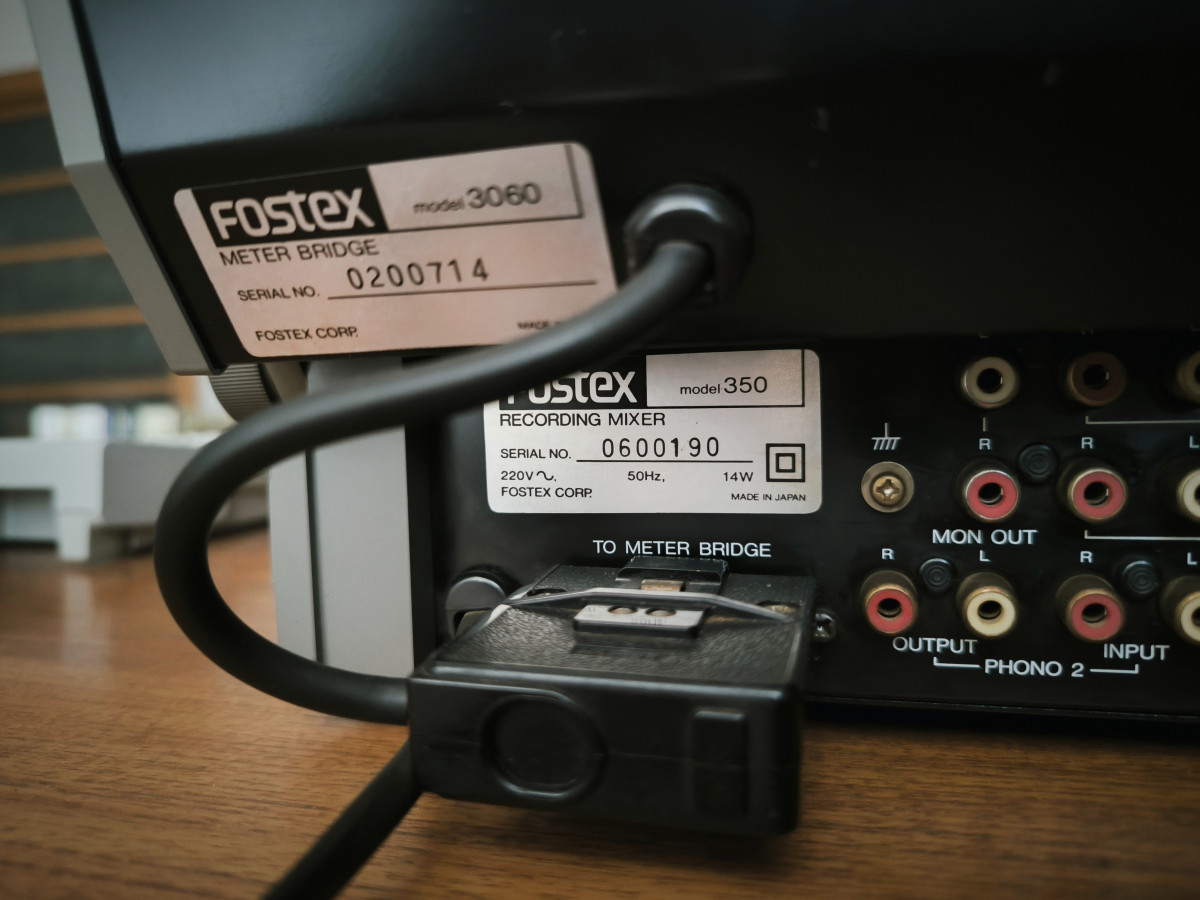 FOSTEX model 3060
METER BRIDGE
SERIAL NO. 0200714
FOSTEX CORP. MADE
FOSTEX model 350
RECORDING MIXER
SERIAL NO. 0600190
220V~, 50Hz, 14W
FOSTEX CORP. MADE IN JAPAN
TO METER BRIDGE
R R L
MON OUT
R L R L
OUTPUT INPUT
PHONO 2